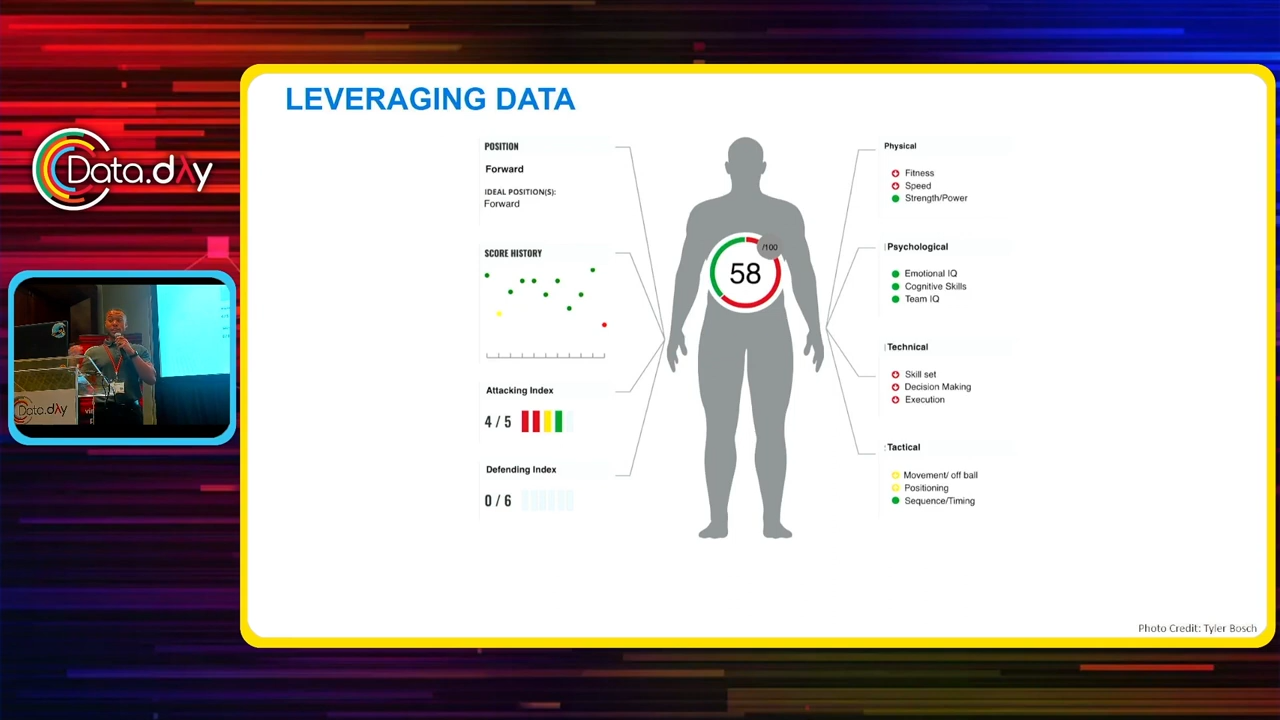 LEVERAGING DATA
Data.dAy
POSITION
Forward
IDEAL POSITION(S):
Forward
SCORE HISTORY
Attacking Index
4 / 5
Defending Index
0 / 6
/100
58
Physical
Fitness
Speed
Strength/Power
Psychological
Emotional IQ
Cognitive Skills
Team IQ
Technical
Skill set
Decision Making
Execution
Tactical
Movement/ off ball
Positioning
Sequence/Timing
Data.dAy
Photo Credit: Tyler Bosch